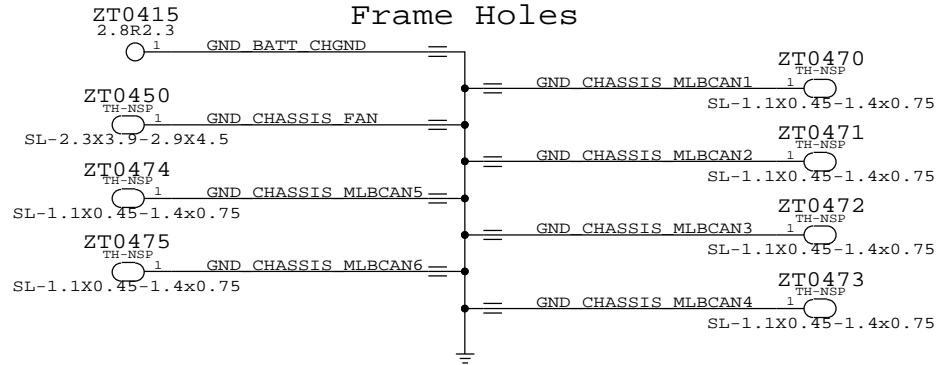 Frame Holes
ZT0415
2.8R2.3
1
GND_BATT_CHGND
ZT0450
TH-NSP
1
GND_CHASSIS_FAN
SL-2.3X3.9-2.9X4.5
ZT0474
TH-NSP
1
GND_CHASSIS_MLBCAN5
SL-1.1X0.45-1.4x0.75
ZT0475
TH-NSP
1
GND_CHASSIS_MLBCAN6
SL-1.1X0.45-1.4x0.75
ZT0470
TH-NSP
GND_CHASSIS_MLBCAN1
1
SL-1.1X0.45-1.4x0.75
ZT0471
TH-NSP
GND_CHASSIS_MLBCAN2
1
SL-1.1X0.45-1.4x0.75
ZT0472
TH-NSP
GND_CHASSIS_MLBCAN3
1
SL-1.1X0.45-1.4x0.75
ZT0473
TH-NSP
GND_CHASSIS_MLBCAN4
1
SL-1.1X0.45-1.4x0.75